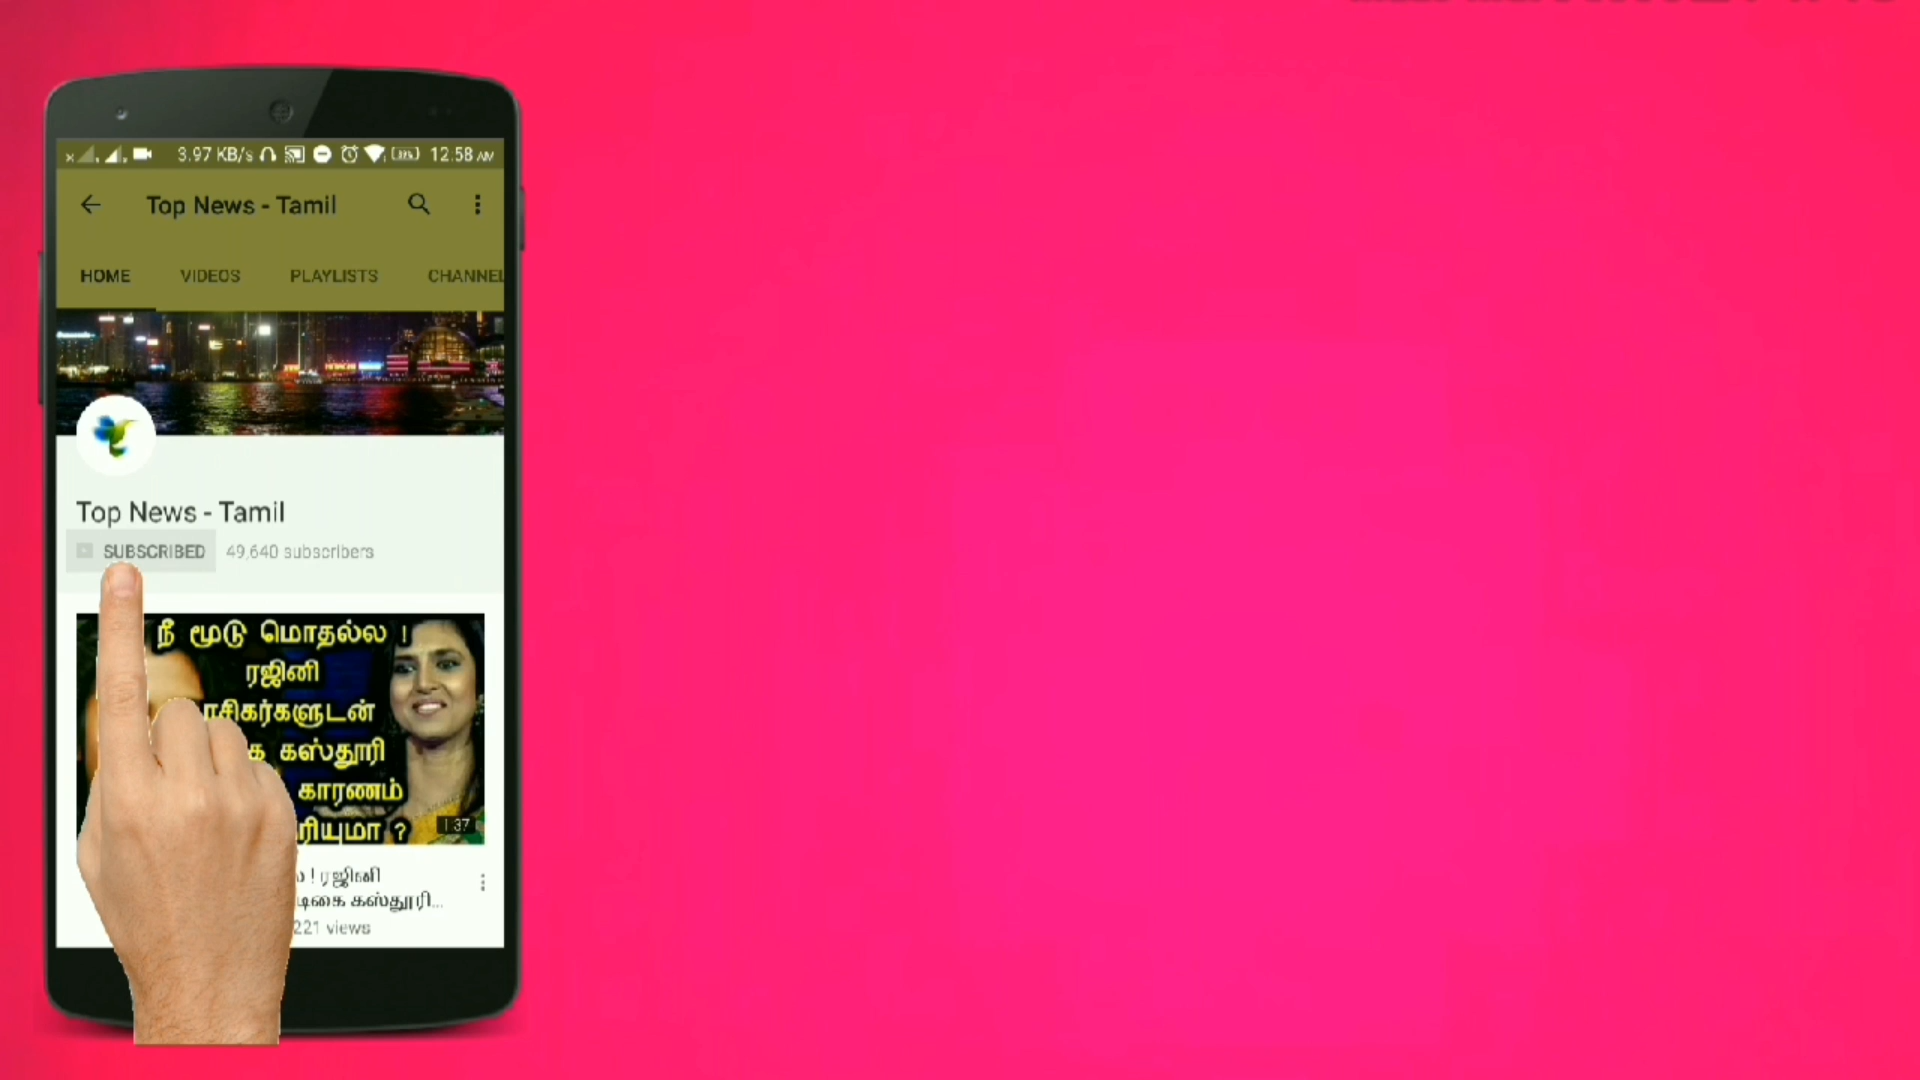 3.97 KB/s 12:58 AM
Top News - Tamil
HOME VIDEOS PLAYLISTS CHANNEL
Top News - Tamil
SUBSCRIBED 49,640 subscribers
நீ மூடு மொதல்ல !
ரஜினி
ரசிகர்களுடன்
கஸ்தூரி
காரணம்
1:37
! ரஜினி
கஸ்தூரி...
221 views